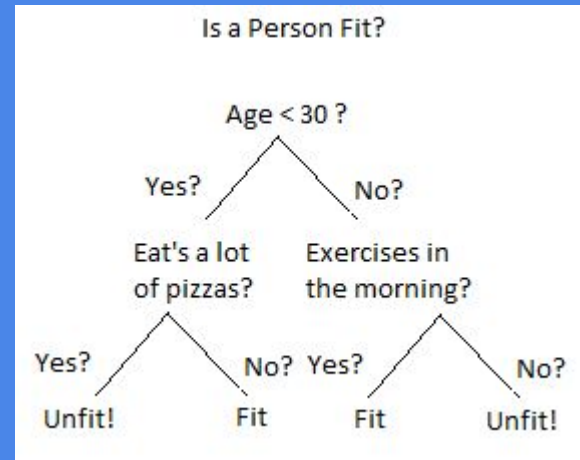 Is a Person Fit?
Age < 30 ?
Yes?
No?
Eat's a lot
of pizzas?
Exercises in
the morning?
Yes?
No?
Yes?
No?
Unfit!
Fit
Fit
Unfit!